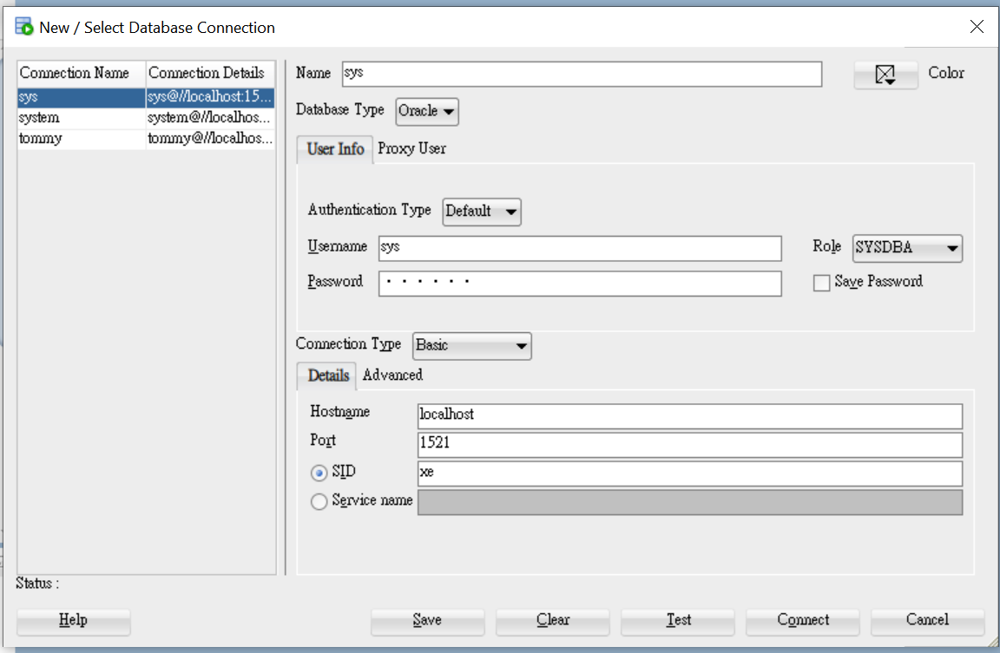 New / Select Database Connection
Connection Name Connection Details
sys sys@//localhost:15...
system system@//localhos...
tommy tommy@//localhos...
Name sys Color
Database Type Oracle
User Info Proxy User
Authentication Type Default
Username sys Role SYSDBA
Password Save Password
Connection Type Basic
Details Advanced
Hostname localhost
Port 1521
SID xe
Service name
Status :
Help Save Clear Test Connect Cancel